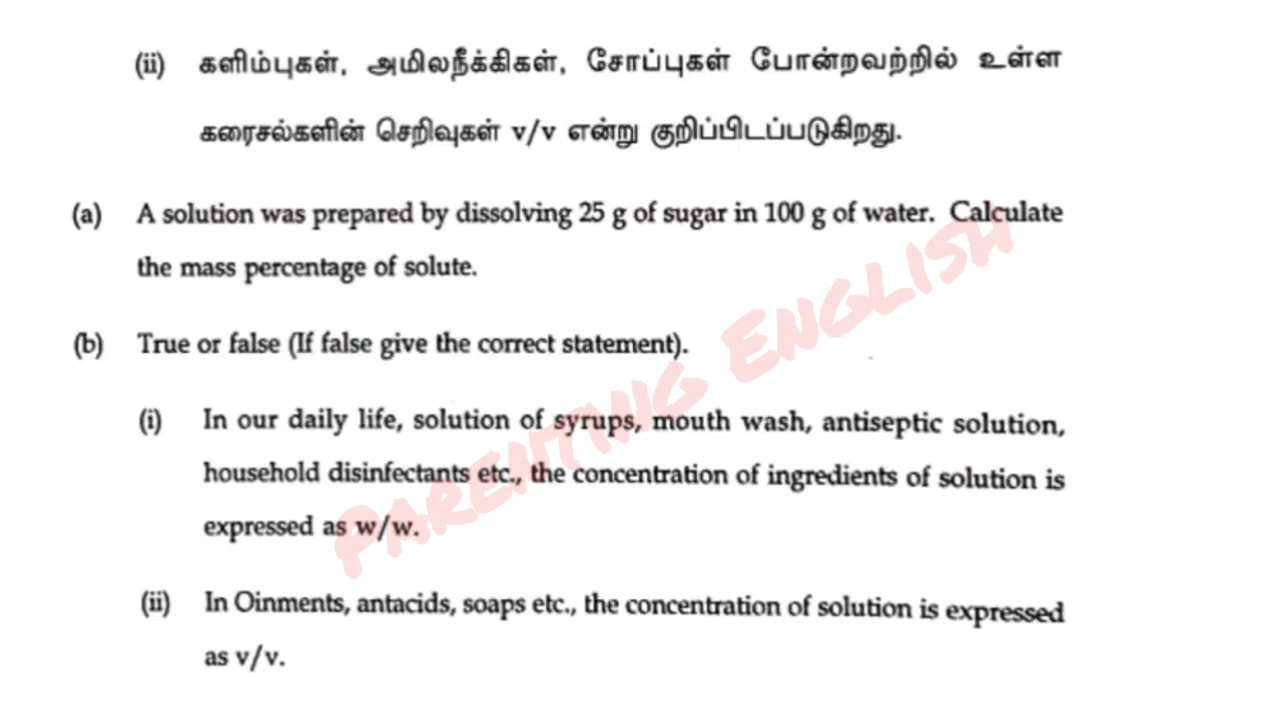 (ii) களிம்புகள், அமிலநீக்கிகள், சோப்புகள் போன்றவற்றில் உள்ள
கரைசல்களின் செறிவுகள் v/v என்று குறிப்பிடப்படுகிறது.
(a) A solution was prepared by dissolving 25 g of sugar in 100 g of water. Calculate
the mass percentage of solute.
(b) True or false (If false give the correct statement).
(i) In our daily life, solution of syrups, mouth wash, antiseptic solution,
household disinfectants etc., the concentration of ingredients of solution is
expressed as w/w.
(ii) In Oinments, antacids, soaps etc., the concentration of solution is expressed
as v/v.
PARENTING ENGLISH